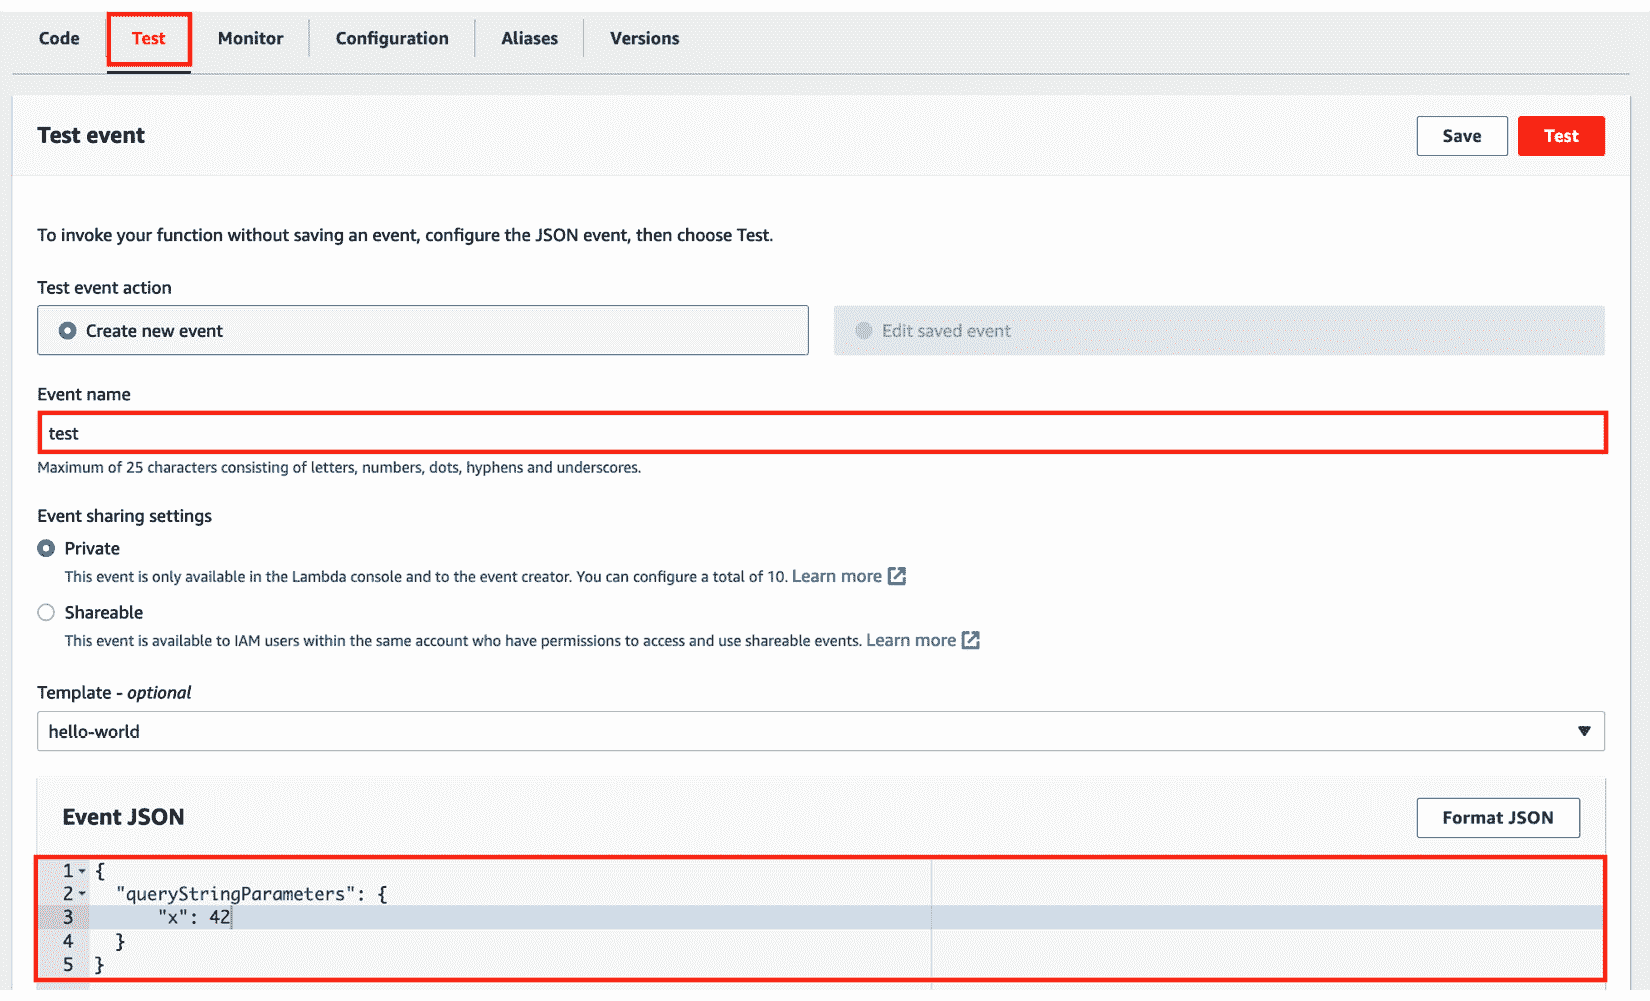 Code Test Monitor Configuration Aliases Versions
Test event
Save Test
To invoke your function without saving an event, configure the JSON event, then choose Test.
Test event action
Create new event Edit saved event
Event name
test
Maximum of 25 characters consisting of letters, numbers, dots, hyphens and underscores.
Event sharing settings
Private
This event is only available in the Lambda console and to the event creator. You can configure a total of 10. Learn more
Shareable
This event is available to IAM users within the same account who have permissions to access and use shareable events. Learn more
Template - optional
hello-world
Event JSON
Format JSON
1 {
2 "queryStringParameters": {
3 "x": 42
4 }
5 }